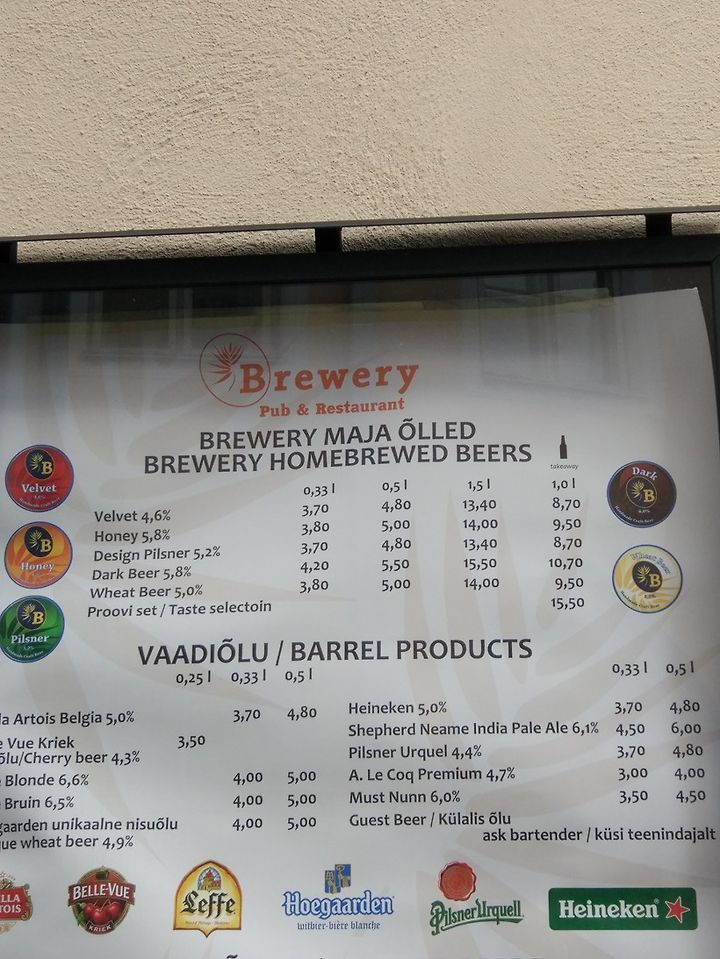 Brewery
Pub & Restaurant
BREWERY MAJA ÕLLED
BREWERY HOMEBREWED BEERS
takeaway
0,33 l 0,5 l 1,5 l 1,0 l
Velvet 4,6% 3,70 4,80 13,40 8,70
Honey 5,8% 3,80 5,00 14,00 9,50
Design Pilsner 5,2% 3,70 4,80 13,40 8,70
Dark Beer 5,8% 4,20 5,50 15,50 10,70
Wheat Beer 5,0% 3,80 5,00 14,00 9,50
Proovi set / Taste selectoin 15,50
B
Velvet
B
Honey
B
Pilsner
Dark
B
Wheat Beer
B
VAADIÕLU / BARREL PRODUCTS
0,25 l 0,33 l 0,5 l
la Artois Belgia 5,0% 3,70 4,80
e Vue Kriek 3,50
õlu/Cherry beer 4,3%
Blonde 6,6% 4,00 5,00
Bruin 6,5% 4,00 5,00
gaarden unikaalne nisuõlu 4,00 5,00
que wheat beer 4,9%
0,33 l 0,5 l
Heineken 5,0% 3,70 4,80
Shepherd Neame India Pale Ale 6,1% 4,50 6,00
Pilsner Urquel 4,4% 3,70 4,80
A. Le Coq Premium 4,7% 3,00 4,00
Must Nunn 6,0% 3,50 4,50
Guest Beer / Külalis õlu
ask bartender / küsi teenindajalt
LLA
TOIS
BELLE-VUE
KRIEK
Leffe
Hoegaarden
witbier-bière blanche
Pilsner Urquell
Heineken